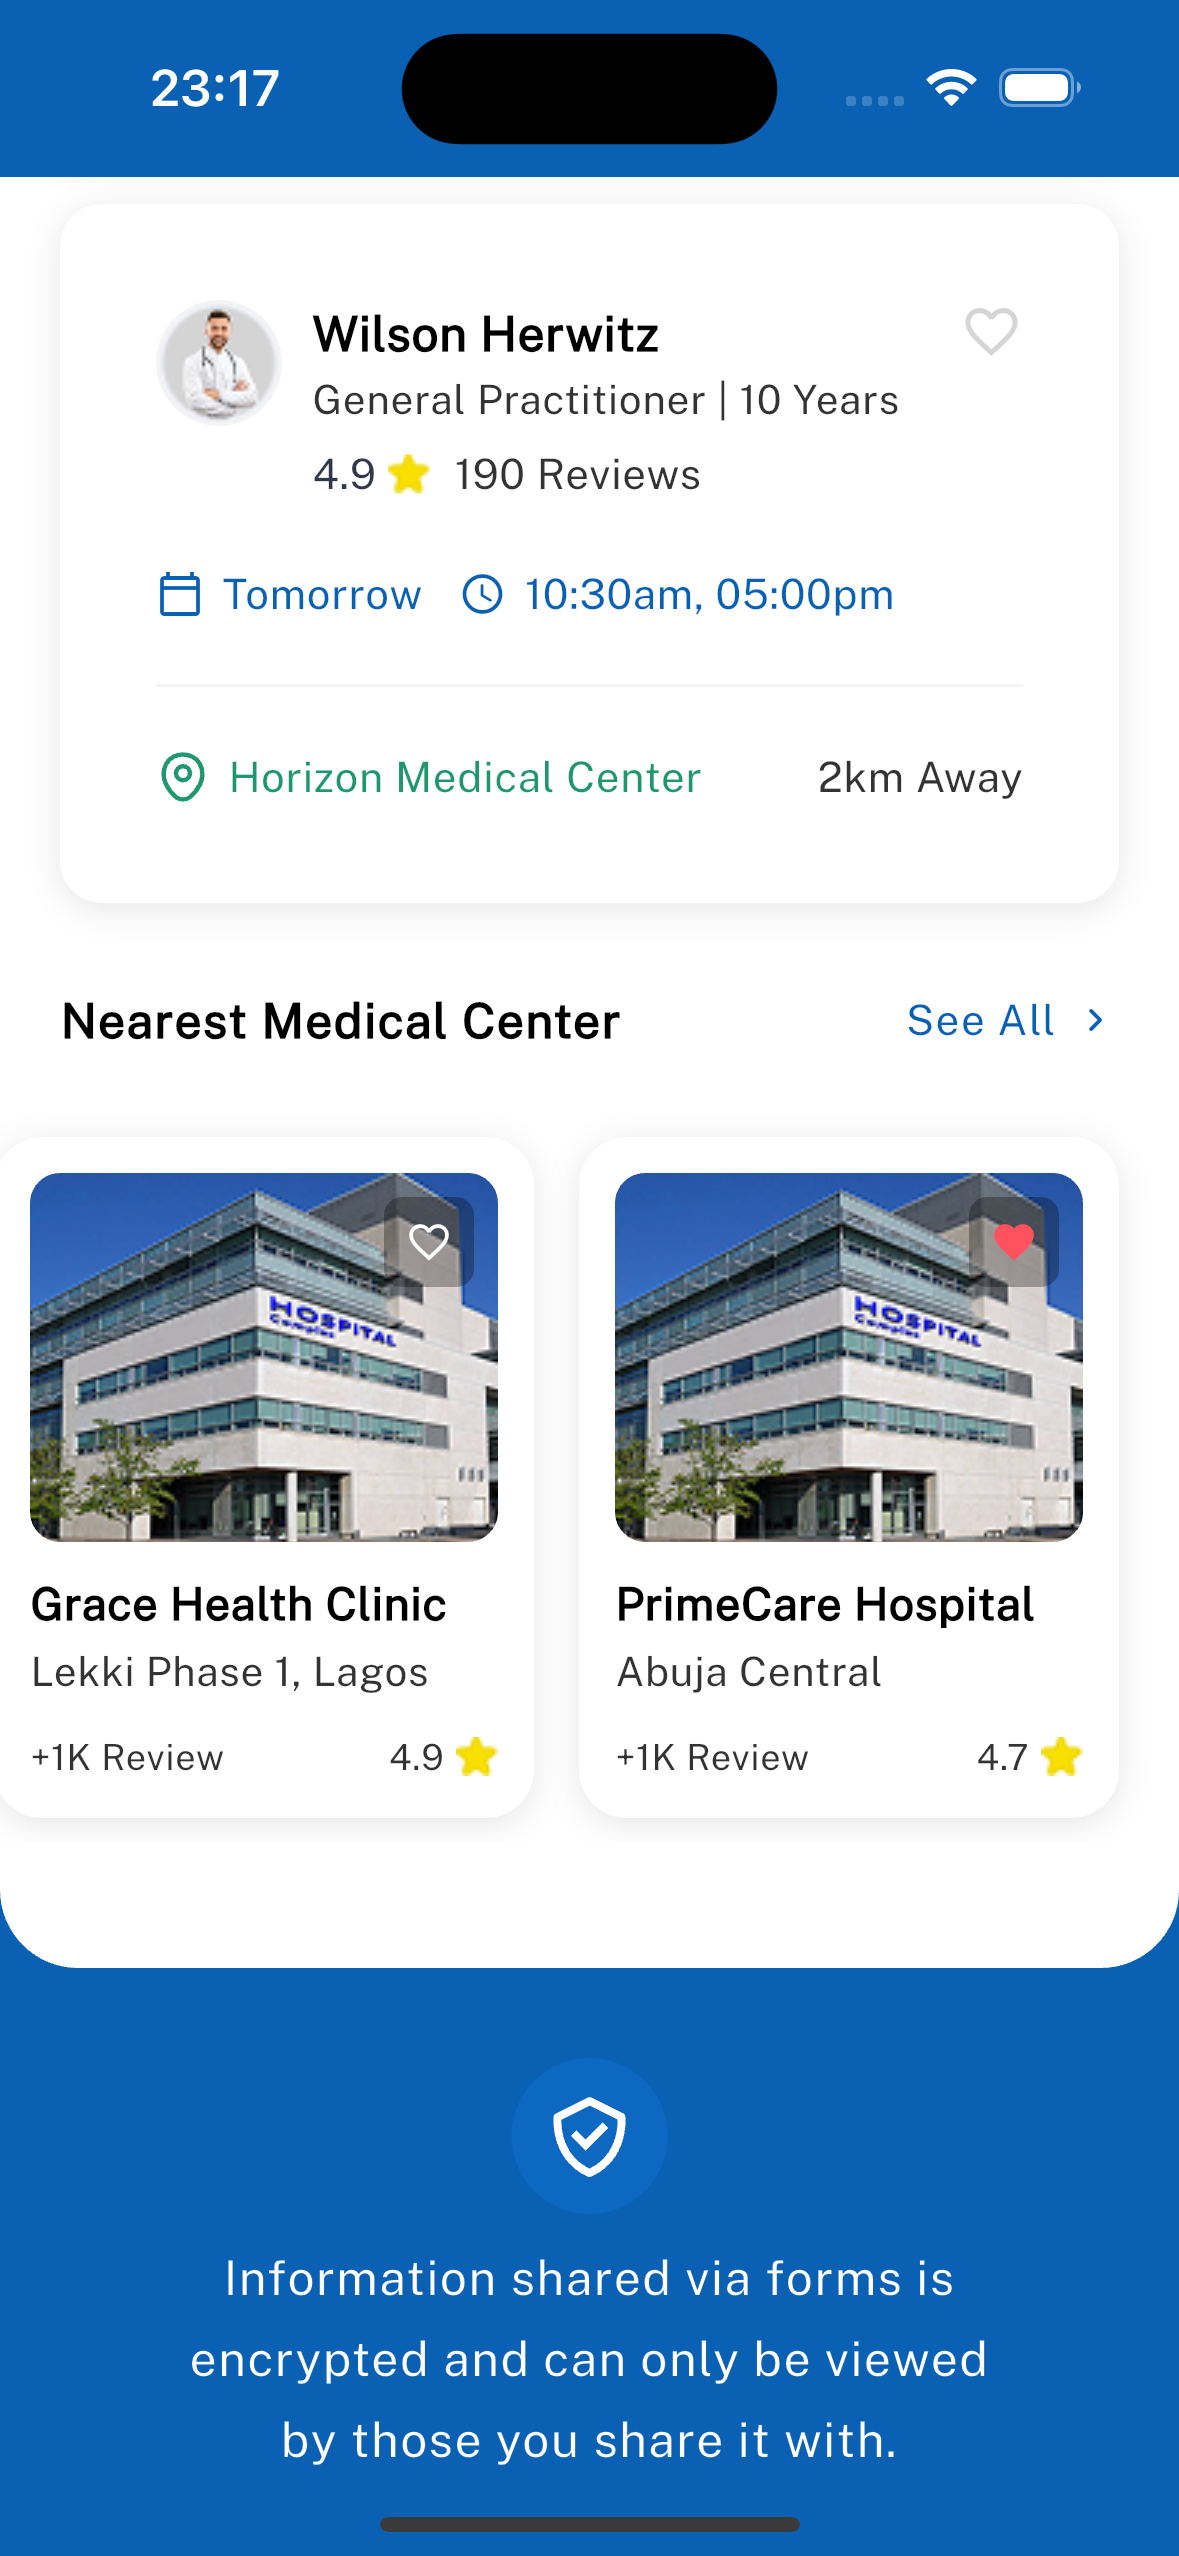 23:17
Wilson Herwitz
General Practitioner | 10 Years
4.9 190 Reviews
Tomorrow 10:30am, 05:00pm
Horizon Medical Center 2km Away
Nearest Medical Center See All
HOSPITAL
Complex
HOSPITAL
Complex
Grace Health Clinic
Lekki Phase 1, Lagos
+1K Review 4.9
PrimeCare Hospital
Abuja Central
+1K Review 4.7
Information shared via forms is
encrypted and can only be viewed
by those you share it with.